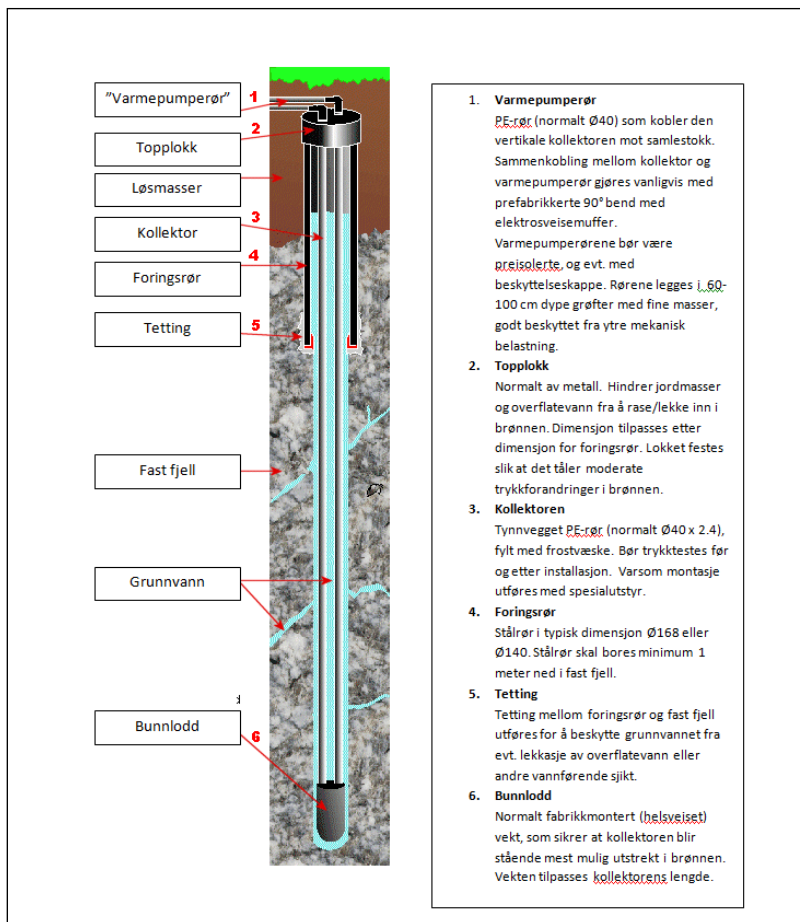 "Varmepumperør"
1
2
Topplokk
Løsmasser
3
Kollektor
4
Foringsrør
5
Tetting
Fast fjell
Grunnvann
Bunnlodd
6
1. Varmepumperør
PE-rør (normalt Ø40) som kobler den
vertikale kollektoren mot samlestokk.
Sammenkobling mellom kollektor og
varmepumperør gjøres vanligvis med
prefabrikkerte 90° bend med
elektrosveisemuffer.
Varmepumperørene bør være
preisolerte, og evt. med
beskyttelseskappe. Rørene legges i 60-
100 cm dype grøfter med fine masser,
godt beskyttet fra ytre mekanisk
belastning.
2. Topplokk
Normalt av metall. Hindrer jordmasser
og overflatevann fra å rase/lekke inn i
brønnen. Dimensjon tilpasses etter
dimensjon for foringsrør. Lokket festes
slik at det tåler moderate
trykkforandringer i brønnen.
3. Kollektoren
Tynnvegget PE-rør (normalt Ø40 x 2.4),
fylt med frostvæske. Bør trykktestes før
og etter installasjon. Varsom montasje
utføres med spesialutstyr.
4. Foringsrør
Stålrør i typisk dimensjon Ø168 eller
Ø140. Stålrør skal bores minimum 1
meter ned i fast fjell.
5. Tetting
Tetting mellom foringsrør og fast fjell
utføres for å beskytte grunnvannet fra
evt. lekkasje av overflatevann eller
andre vannførende sjikt.
6. Bunnlodd
Normalt fabrikkmontert (helsveiset)
vekt, som sikrer at kollektoren blir
stående mest mulig utstrekt i brønnen.
Vekten tilpasses kollektorens lengde.